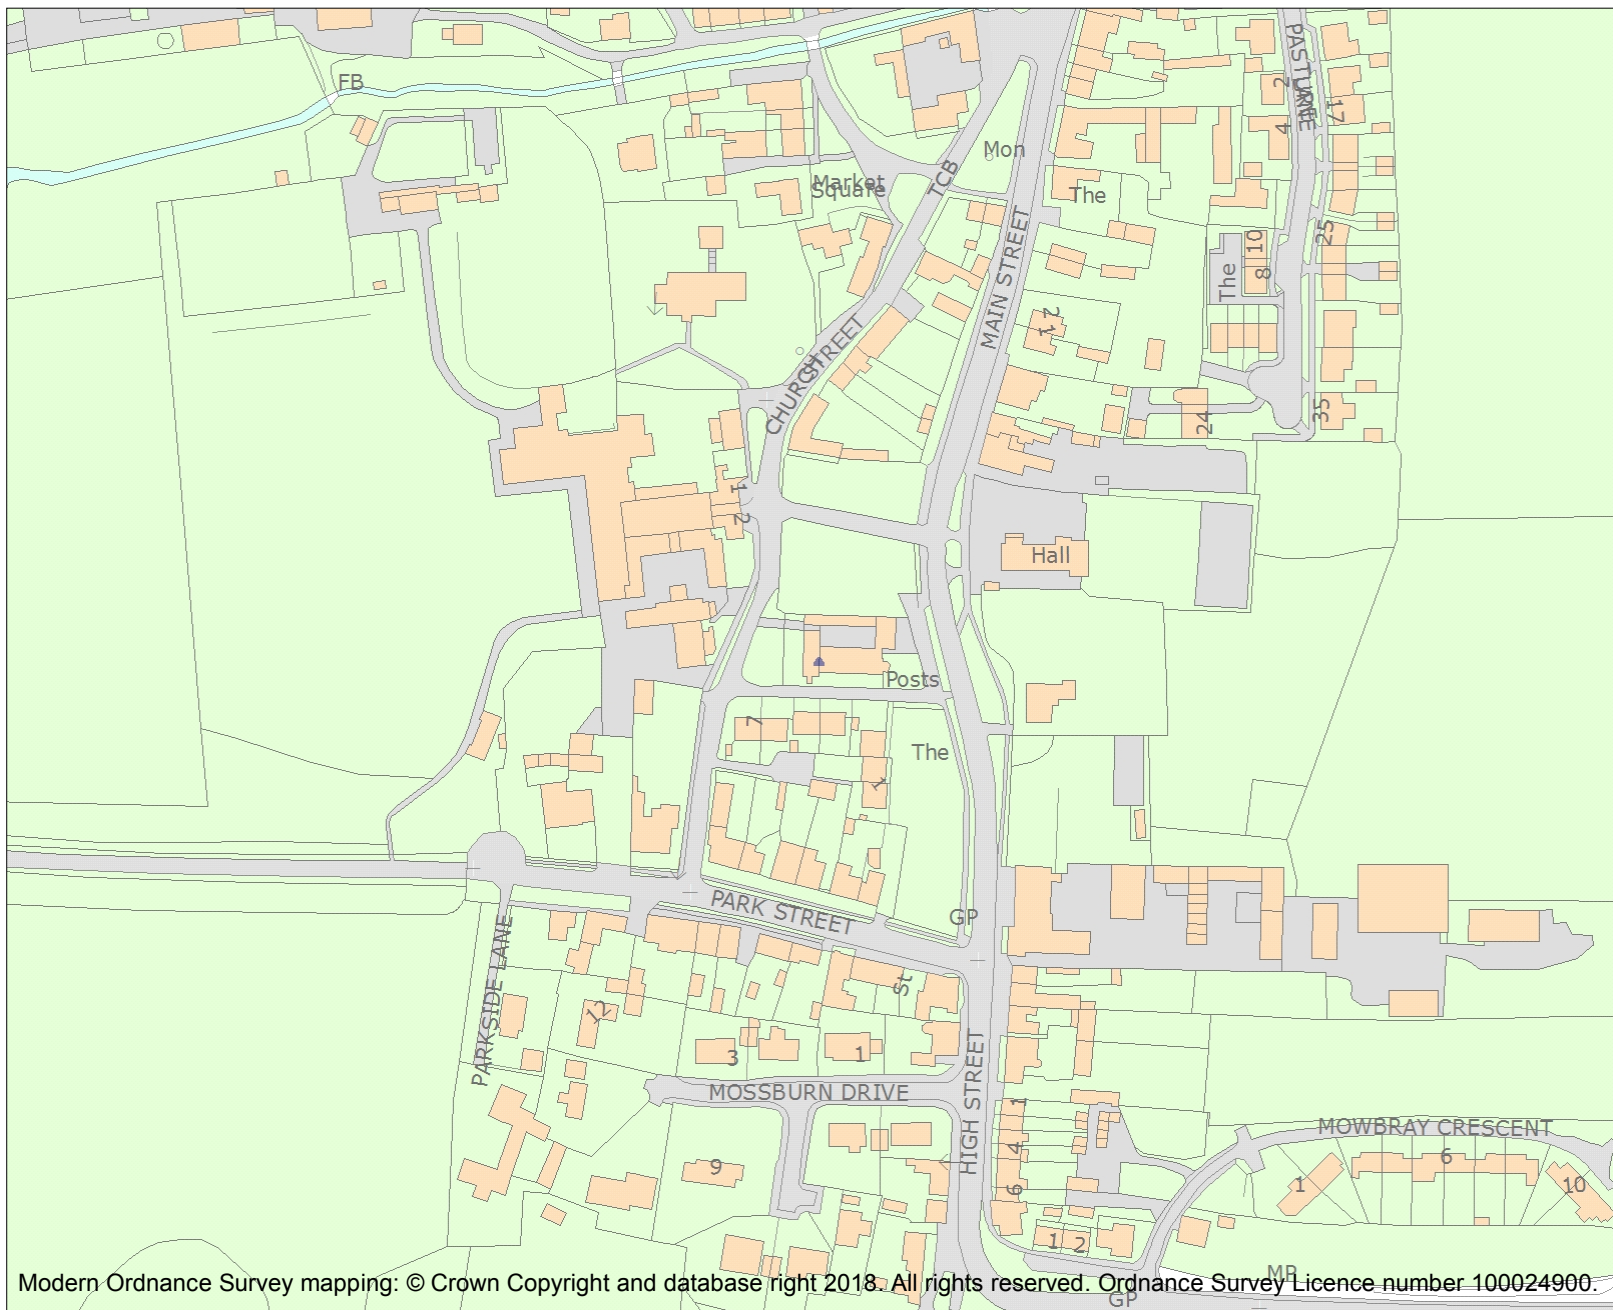 FB
PASTURE
LANE
2
17
4
Mon
TCB
Market
Square
The
MAIN STREET
25
10
8
The
21
CHURCH
STREET
24
35
1
2
Hall
Posts
7
The
1
PARK STREET
GP
PARKSIDE LANE
St
12
3
1
MOSSBURN DRIVE
HIGH STREET
1
4
6
MOWBRAY CRESCENT
6
1
10
9
1
2
MP
GP
Modern Ordnance Survey mapping: © Crown Copyright and database right 2018. All rights reserved. Ordnance Survey Licence number 100024900.